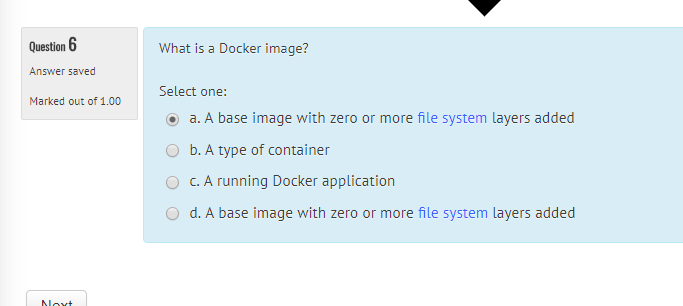 Question 6
Answer saved
Marked out of 1.00
What is a Docker image?
Select one:
a. A base image with zero or more file system layers added
b. A type of container
c. A running Docker application
d. A base image with zero or more file system layers added
Next